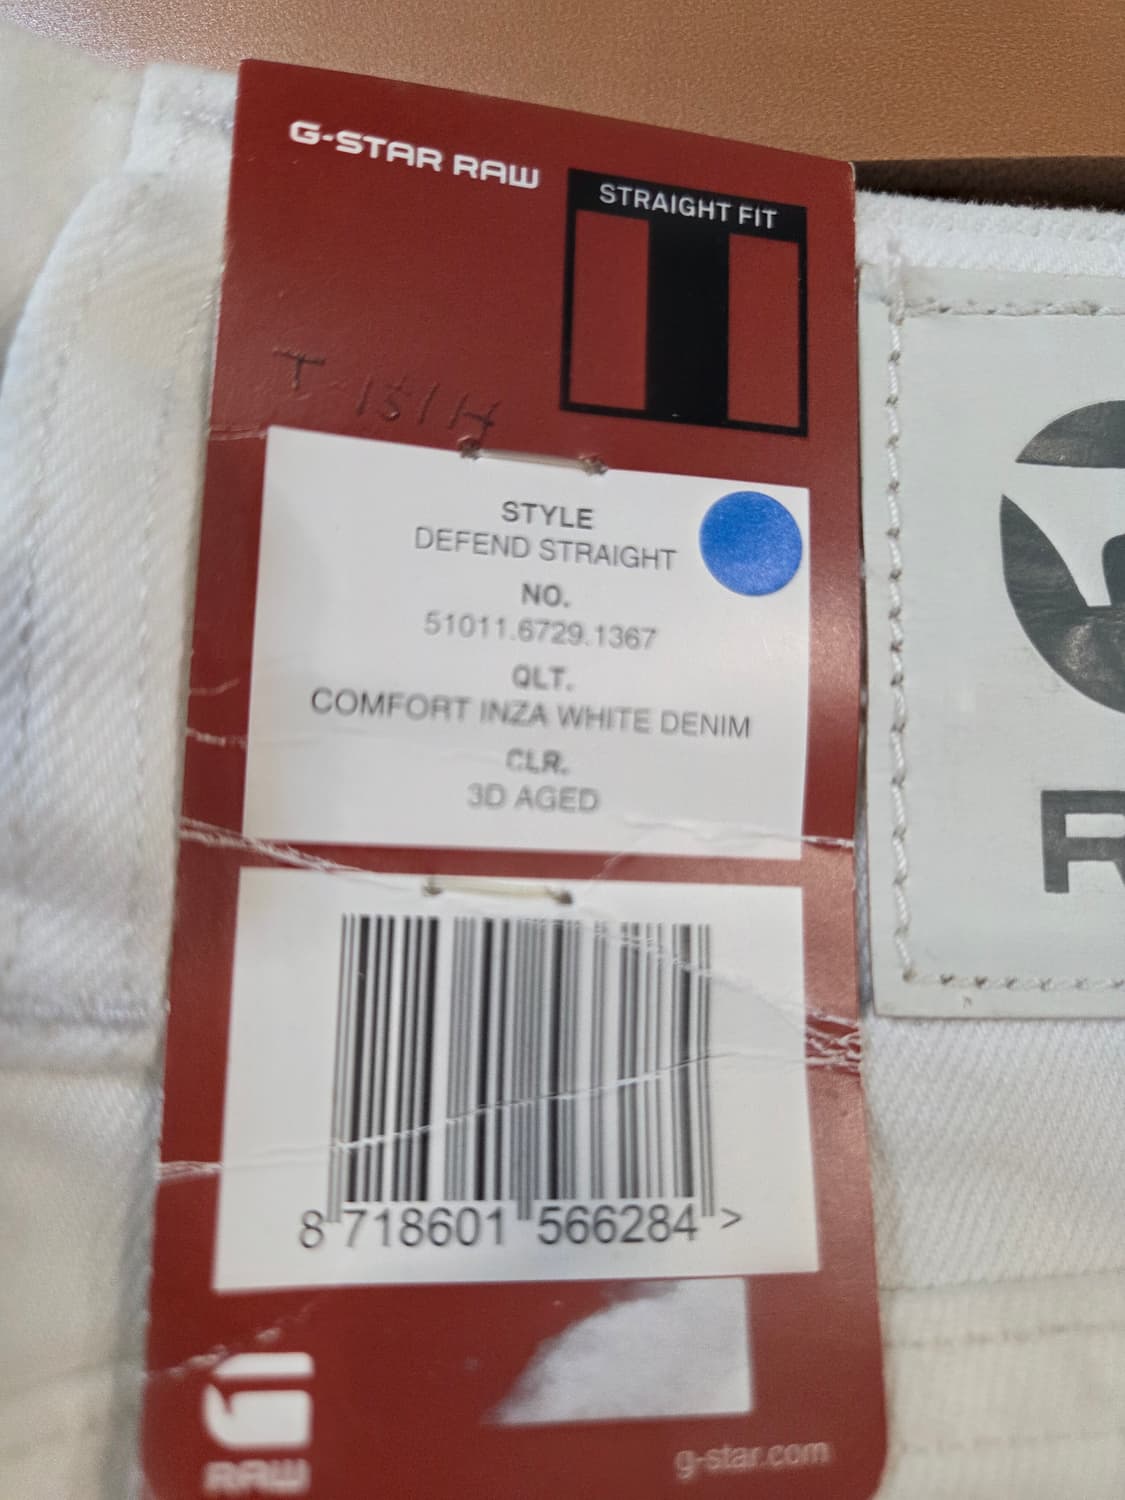 G-STAR RAW
STRAIGHT FIT
STYLE
DEFEND STRAIGHT
NO.
51011.6729.1367
QLT.
COMFORT INZA WHITE DENIM
CLR.
3D AGED
8 718601 566284 >
RAW
g-star.com
R